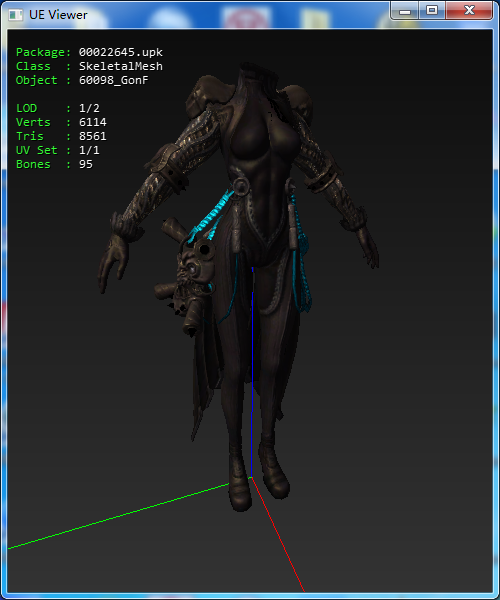 UE Viewer
Package: 00022645.upk
Class : SkeletalMesh
Object : 60098_GonF
LOD : 1/2
Verts : 6114
Tris : 8561
UV Set : 1/1
Bones : 95